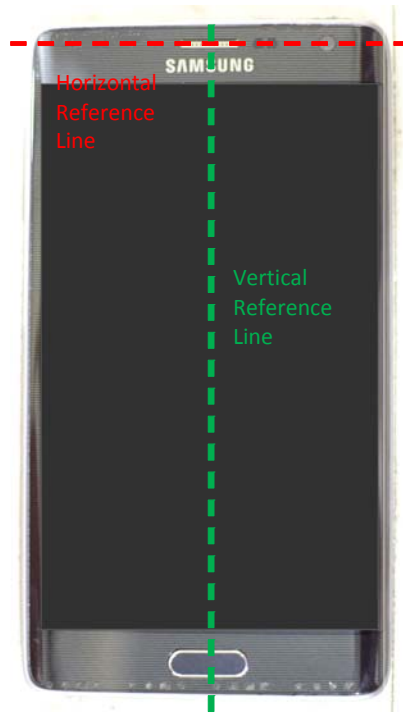 SAMSUNG
Horizontal
Reference
Line
Vertical
Reference
Line